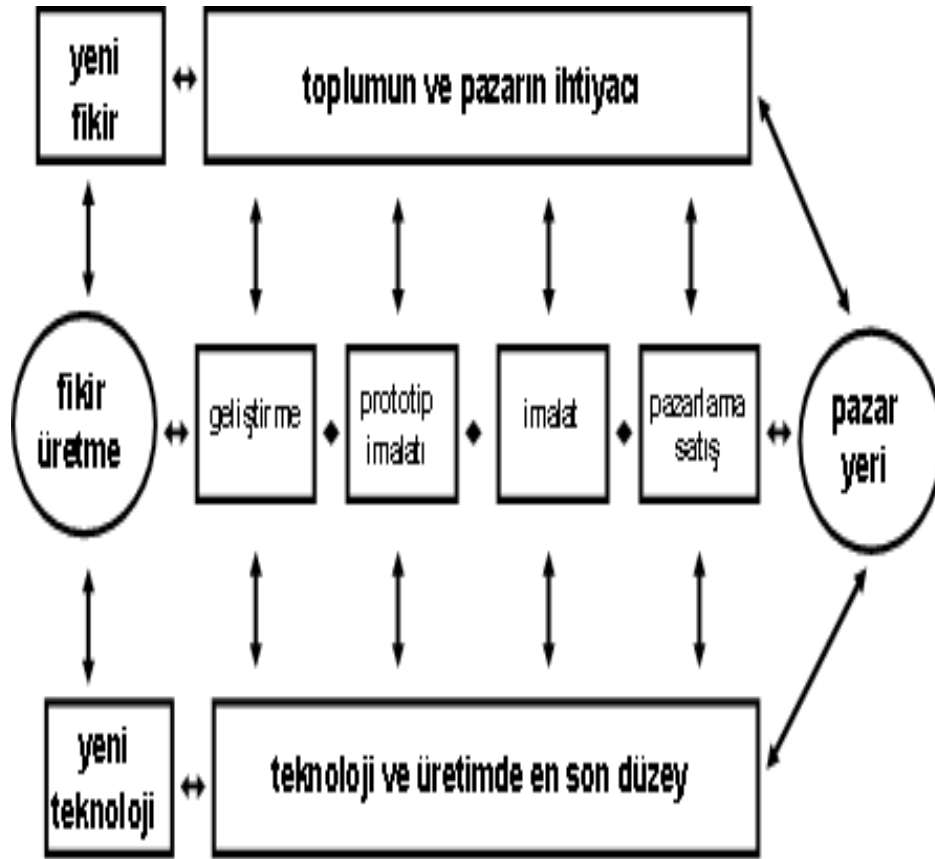 yeni
fikir
toplumun ve pazarın ihtiyacı
fikir
üretme
geliştirme
prototip
imalatı
imalat
pazarlama
satış
pazar
yeri
yeni
teknoloji
teknoloji ve üretimde en son düzey